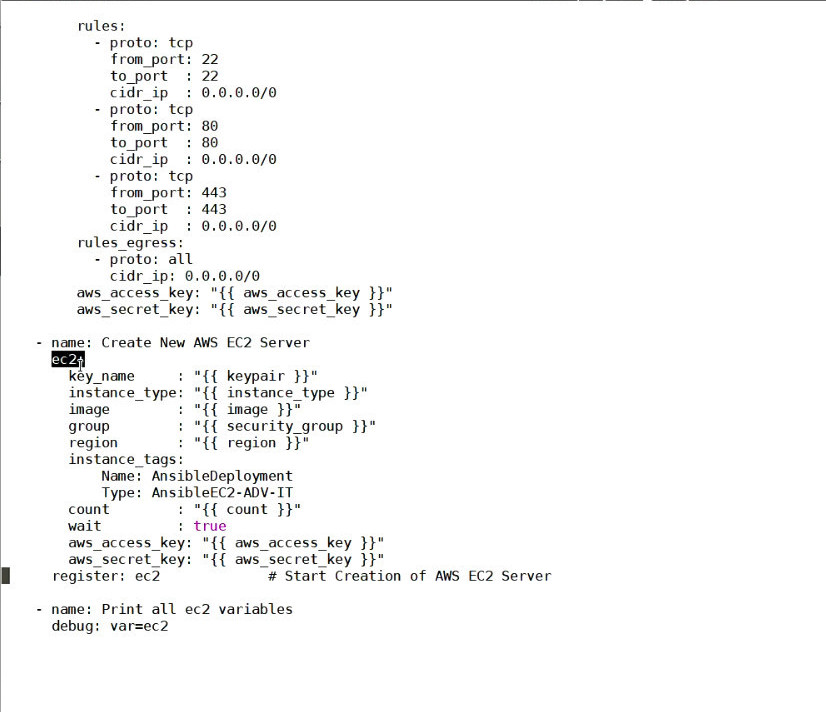 rules:
- proto: tcp
from_port: 22
to_port : 22
cidr_ip : 0.0.0.0/0
- proto: tcp
from_port: 80
to_port : 80
cidr_ip : 0.0.0.0/0
- proto: tcp
from_port: 443
to_port : 443
cidr_ip : 0.0.0.0/0
rules_egress:
- proto: all
cidr_ip: 0.0.0.0/0
aws_access_key: "{{ aws_access_key }}"
aws_secret_key: "{{ aws_secret_key }}"
- name: Create New AWS EC2 Server
ec2:
key_name : "{{ keypair }}"
instance_type: "{{ instance_type }}"
image : "{{ image }}"
group : "{{ security_group }}"
region : "{{ region }}"
instance_tags:
Name: AnsibleDeployment
Type: AnsibleEC2-ADV-IT
count : "{{ count }}"
wait : true
aws_access_key: "{{ aws_access_key }}"
aws_secret_key: "{{ aws_secret_key }}"
register: ec2 # Start Creation of AWS EC2 Server
- name: Print all ec2 variables
debug: var=ec2